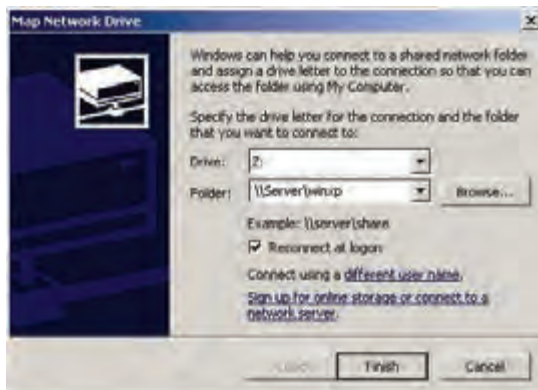 Map Network Drive
Windows can help you connect to a shared network folder
and assign a drive letter to the connection so that you can
access the folder using My Computer.
Specify the drive letter for the connection and the folder
that you want to connect to:
Drive: Z:
Folder: \\Server\winxp Browse...
Example: \\server\share
Reconnect at logon
Connect using a different user name.
Sign up for online storage or connect to a
network server.
Finish Cancel